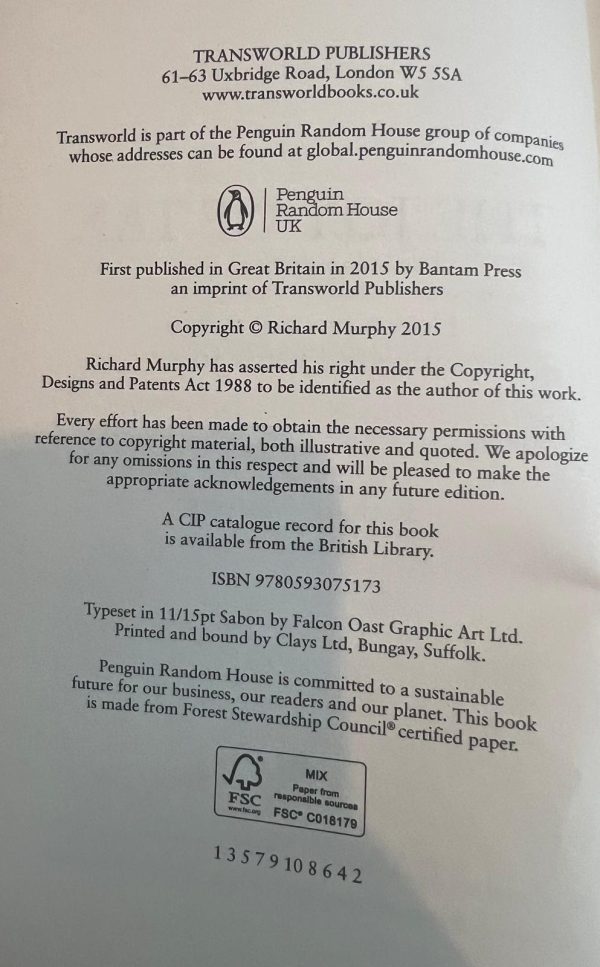 TRANSWORLD PUBLISHERS
61–63 Uxbridge Road, London W5 5SA
www.transworldbooks.co.uk
Transworld is part of the Penguin Random House group of companies
whose addresses can be found at global.penguinrandomhouse.com
Penguin
Random House
UK
First published in Great Britain in 2015 by Bantam Press
an imprint of Transworld Publishers
Copyright © Richard Murphy 2015
Richard Murphy has asserted his right under the Copyright,
Designs and Patents Act 1988 to be identified as the author of this work.
Every effort has been made to obtain the necessary permissions with
reference to copyright material, both illustrative and quoted. We apologize
for any omissions in this respect and will be pleased to make the
appropriate acknowledgements in any future edition.
A CIP catalogue record for this book
is available from the British Library.
ISBN 9780593075173
Typeset in 11/15pt Sabon by Falcon Oast Graphic Art Ltd.
Printed and bound by Clays Ltd, Bungay, Suffolk.
Penguin Random House is committed to a sustainable
future for our business, our readers and our planet. This book
is made from Forest Stewardship Council® certified paper.
MIX
Paper from
responsible sources
FSC® C018179
FSC
www.fsc.org
1 3 5 7 9 10 8 6 4 2